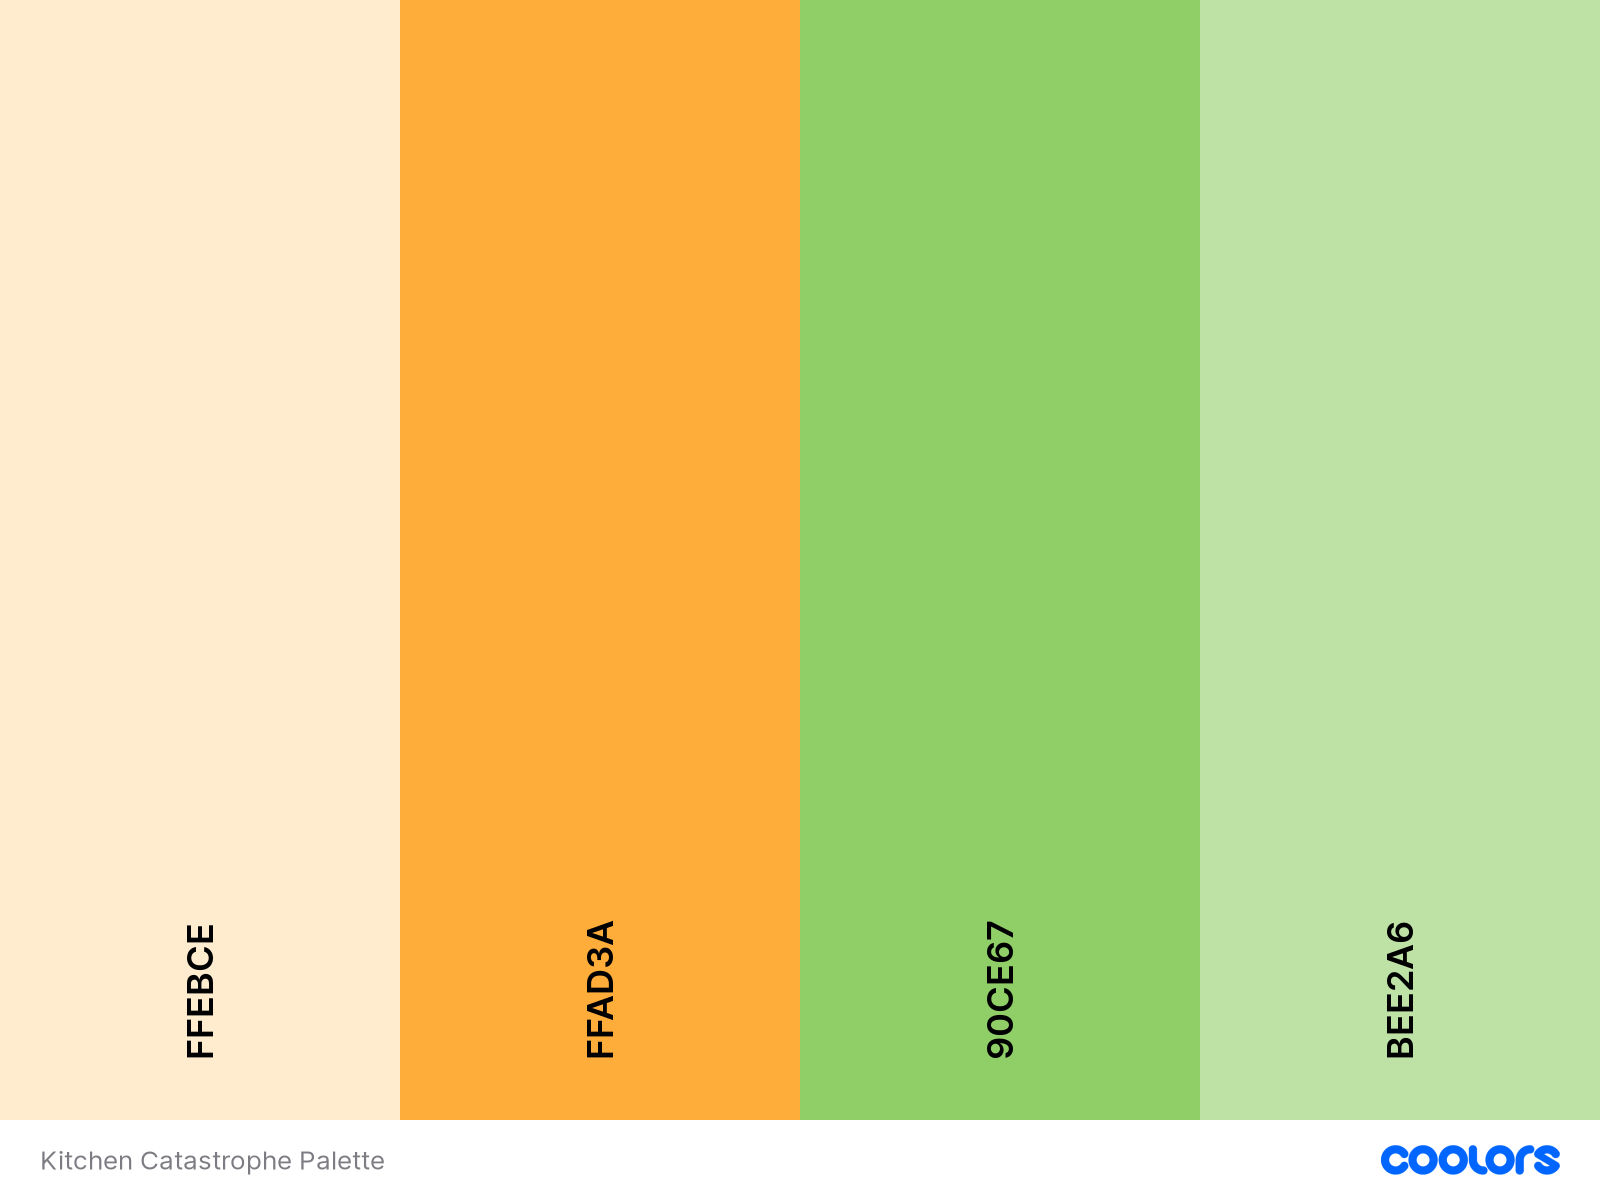 FFEBCE
FFAD3A
90CE67
BEE2A6
Kitchen Catastrophe Palette
coolors